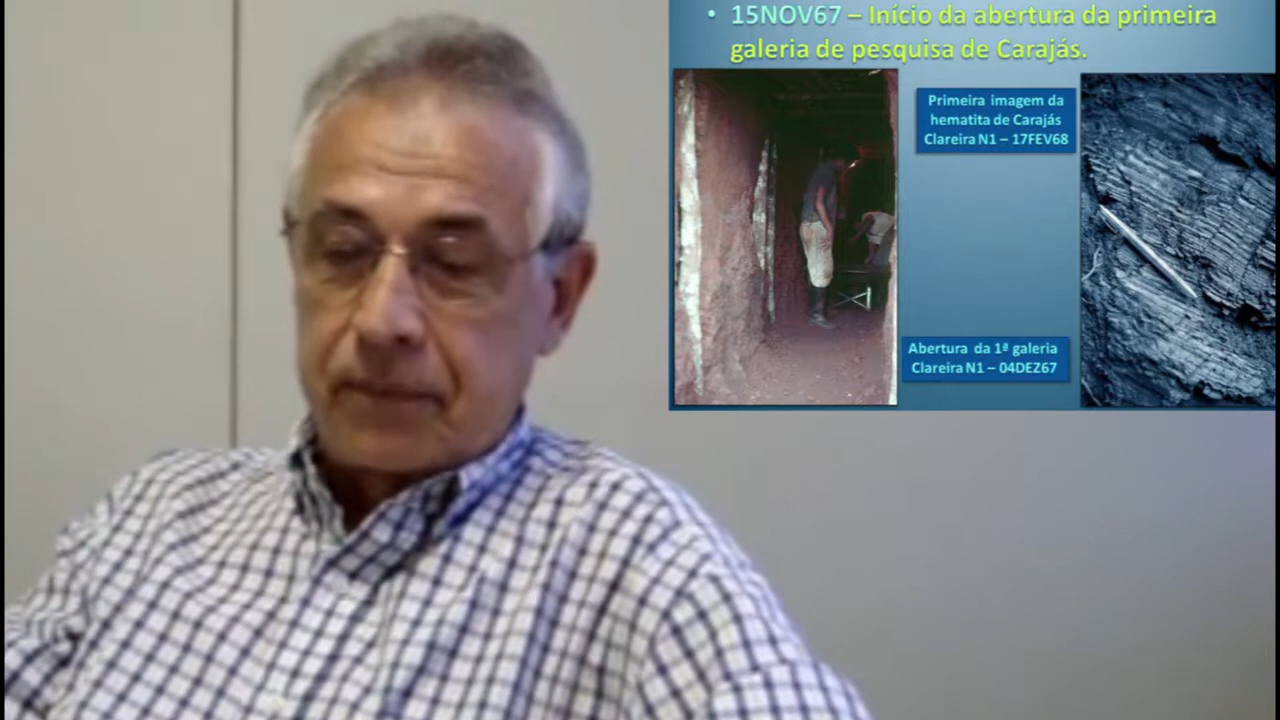 • 15NOV67 – Início da abertura da primeira
galeria de pesquisa de Carajás.
Primeira imagem da
hematita de Carajás
Clareira N1 – 17FEV68
Abertura da 1ª galeria
Clareira N1 – 04DEZ67